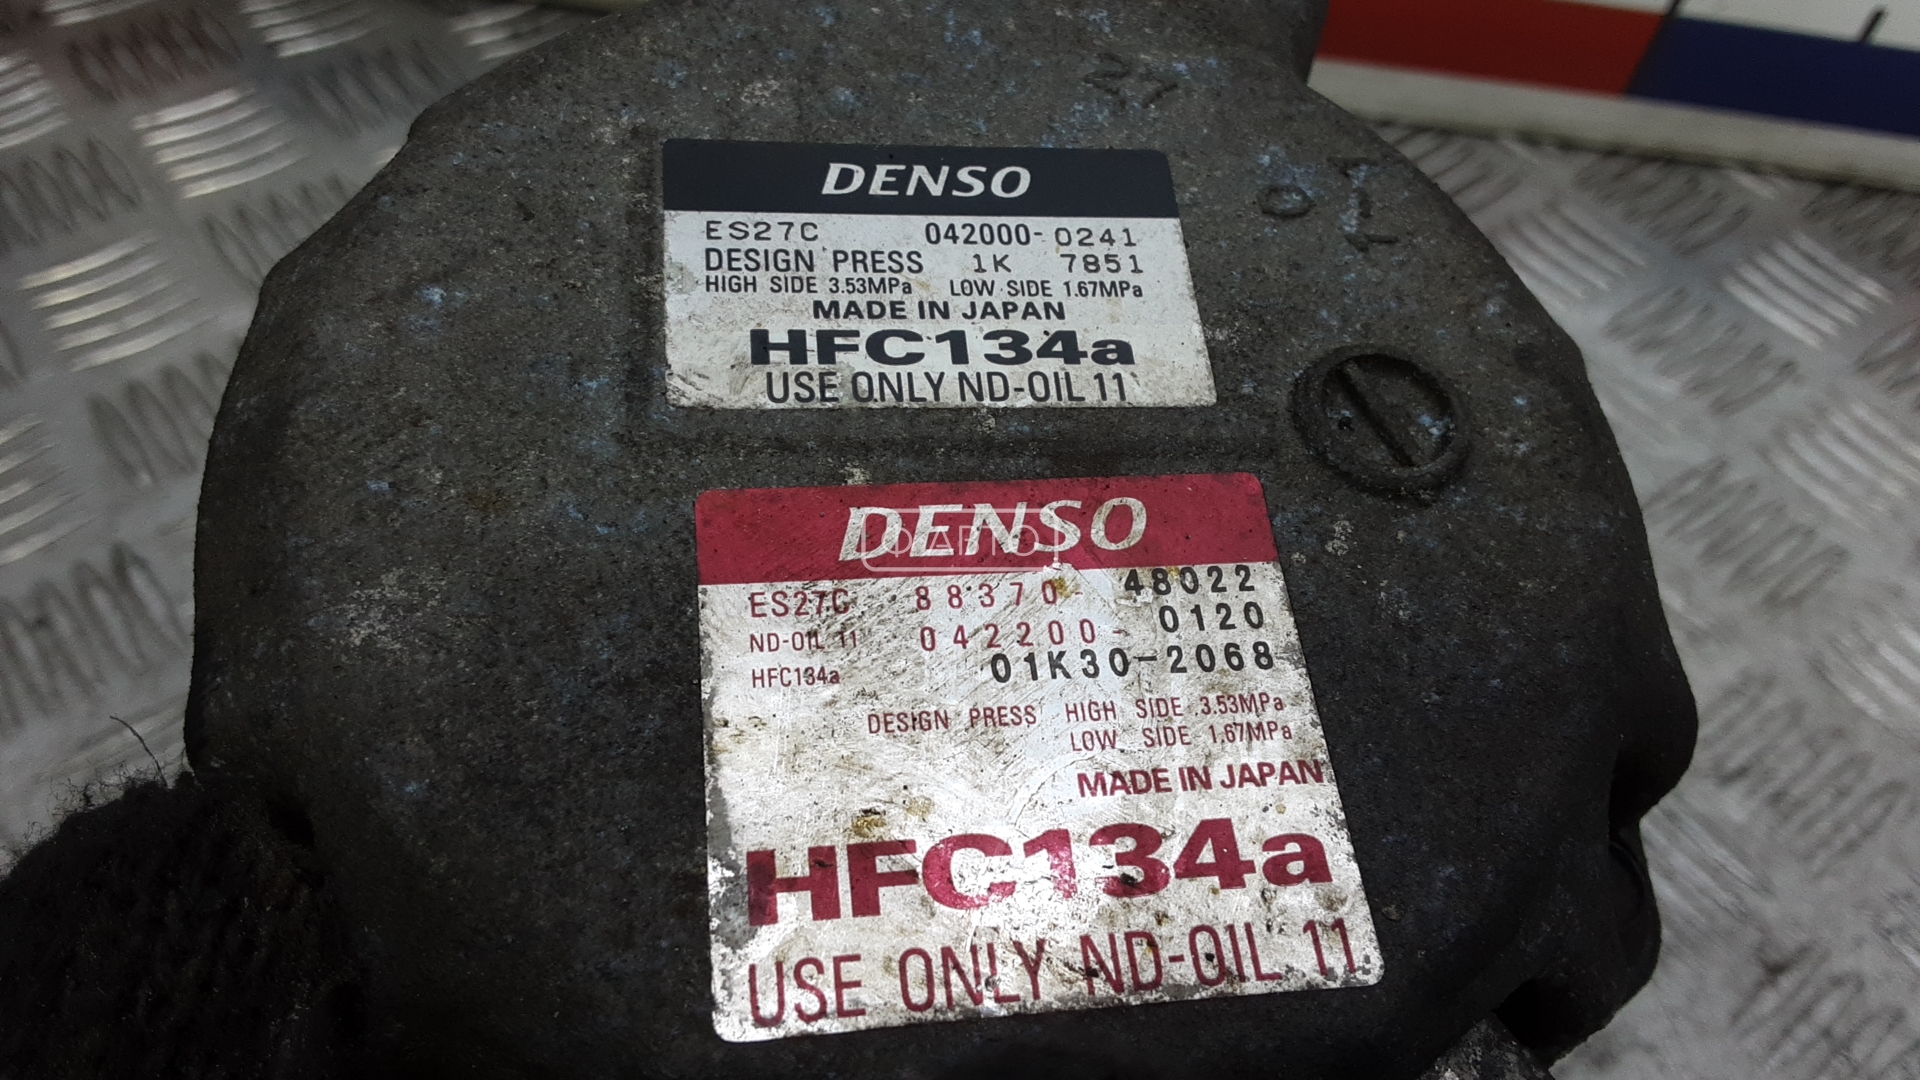 DENSO
ES27C 042000-0241
DESIGN PRESS 1K 7851
HIGH SIDE 3.53MPa LOW SIDE 1.67MPa
MADE IN JAPAN
HFC134a
USE ONLY ND-OIL 11
DENSO
ФАВТО
ES27C 88370-48022
ND-OIL 11 042200-0120
HFC134a 01K30-2068
DESIGN PRESS HIGH SIDE 3.53MPa
LOW SIDE 1.67MPa
MADE IN JAPAN
HFC134a
USE ONLY ND-OIL 11